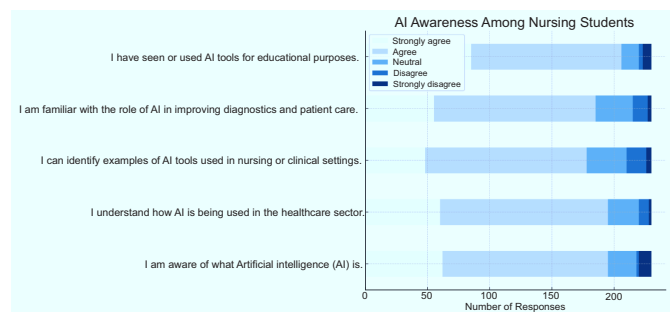 AI Awareness Among Nursing Students
Strongly agree
Agree
Neutral
Disagree
Strongly disagree
I have seen or used AI tools for educational purposes.
I am familiar with the role of AI in improving diagnostics and patient care.
I can identify examples of AI tools used in nursing or clinical settings.
I understand how AI is being used in the healthcare sector.
I am aware of what Artificial intelligence (AI) is.
0 50 100 150 200
Number of Responses